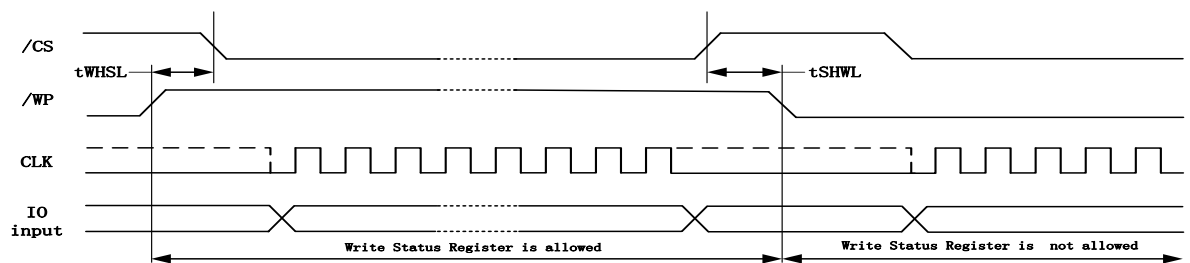 /CS
tWHSL
tSHWL
/WP
CLK
IO
input
Write Status Register is allowed
Write Status Register is not allowed